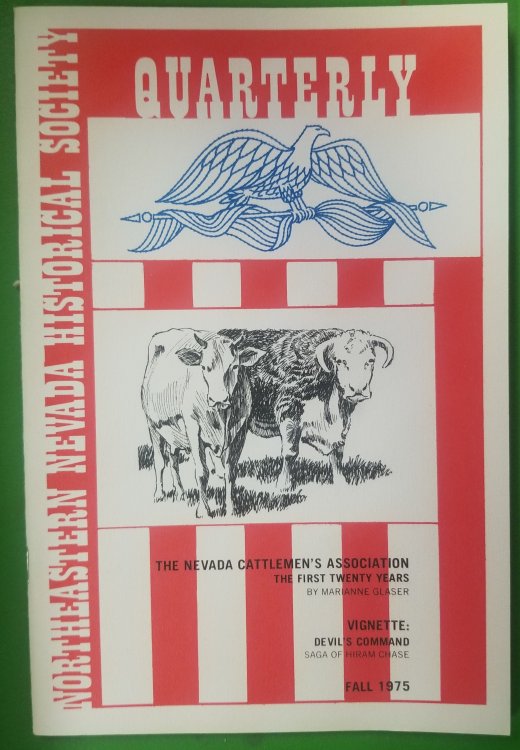 NORTHEASTERN NEVADA HISTORICAL SOCIETY
QUARTERLY
THE NEVADA CATTLEMEN'S ASSOCIATION
THE FIRST TWENTY YEARS
BY MARIANNE GLASER
VIGNETTE:
DEVIL'S COMMAND
SAGA OF HIRAM CHASE
FALL 1975